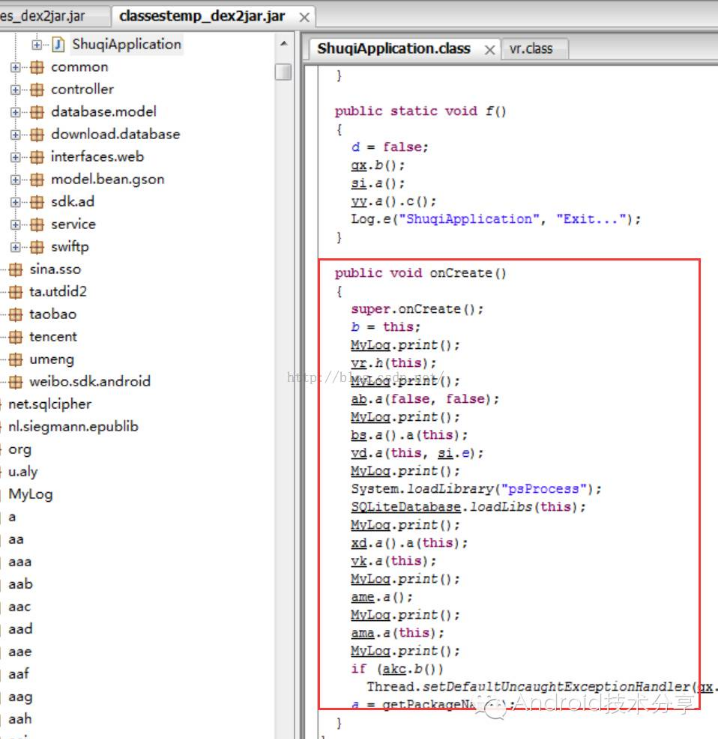 es_dex2jar.jar
classestemp_dex2jar.jar
ShuqiApplication
common
controller
database.model
download.database
interfaces.web
model.bean.gson
sdk.ad
service
swiftp
sina.sso
ta.utdid2
taobao
tencent
umeng
weibo.sdk.android
net.sqlcipher
nl.siegmann.epublib
org
u.aly
MyLog
a
aa
aaa
aab
aac
aad
aae
aaf
aag
aah
ShuqiApplication.class
vr.class
}
public static void f()
{
d = false;
qx.b();
si.a();
yy.a().c();
Log.e("ShuqiApplication", "Exit...");
}
public void onCreate()
{
super.onCreate();
b = this;
MyLog.print();
vr.h(this);
http://blog.csdn.net/
MyLog.print();
ab.a(false, false);
MyLog.print();
bs.a().a(this);
vd.a(this, si.e);
MyLog.print();
System.loadLibrary("psProcess");
SQLiteDatabase.loadLibs(this);
MyLog.print();
xd.a().a(this);
vk.a(this);
MyLog.print();
ame.a();
MyLog.print();
ama.a(this);
MyLog.print();
if (akc.b())
Thread.setDefaultUncaughtExceptionHandler(qx.
a = getPackageNa
Android技术分享
}